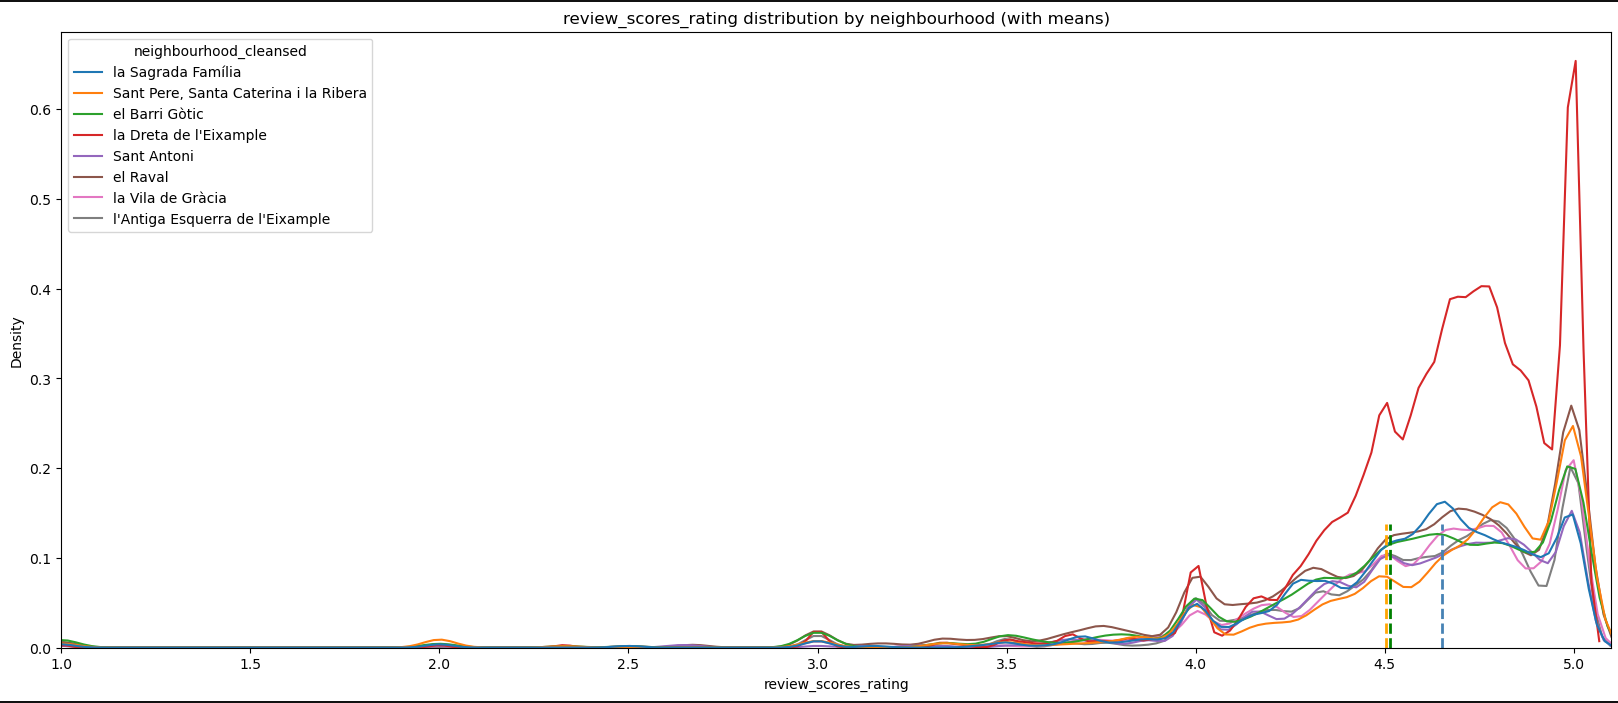 review_scores_rating distribution by neighbourhood (with means)
neighbourhood_cleansed
la Sagrada Família
Sant Pere, Santa Caterina i la Ribera
el Barri Gòtic
la Dreta de l'Eixample
Sant Antoni
el Raval
la Vila de Gràcia
l'Antiga Esquerra de l'Eixample
Density
0.6
0.5
0.4
0.3
0.2
0.1
0.0
1.0 1.5 2.0 2.5 3.0 3.5 4.0 4.5 5.0
review_scores_rating